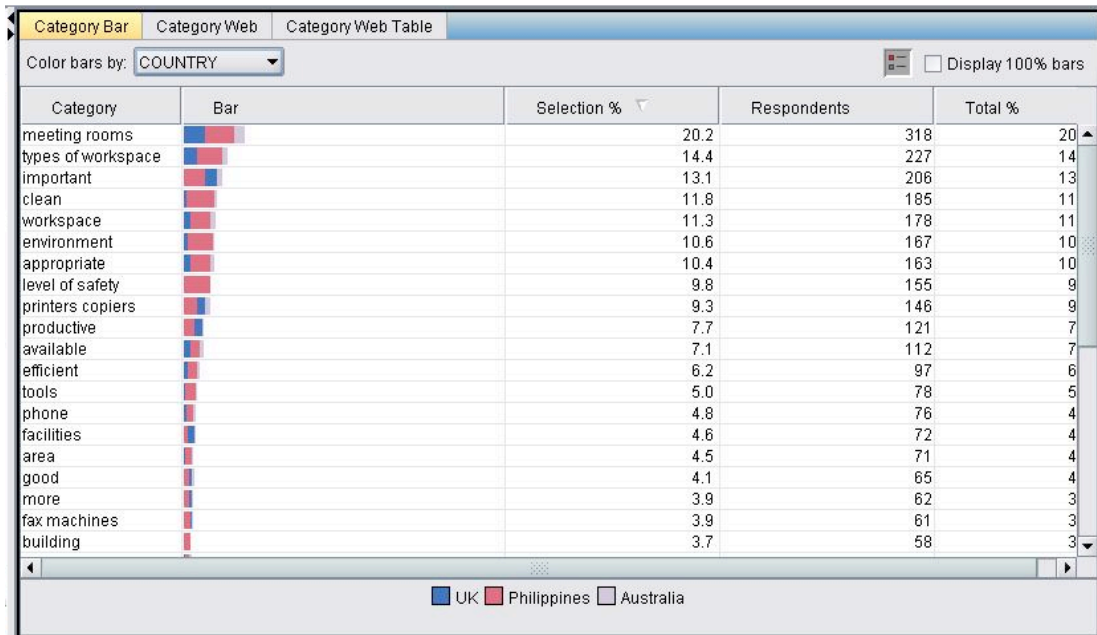 Category Bar Category Web Category Web Table
Color bars by: COUNTRY Display 100% bars
Category Bar Selection % Respondents Total %
meeting rooms 20.2 318 20
types of workspace 14.4 227 14
important 13.1 206 13
clean 11.8 185 11
workspace 11.3 178 11
environment 10.6 167 10
appropriate 10.4 163 10
level of safety 9.8 155 9
printers copiers 9.3 146 9
productive 7.7 121 7
available 7.1 112 7
efficient 6.2 97 6
tools 5.0 78 5
phone 4.8 76 4
facilities 4.6 72 4
area 4.5 71 4
good 4.1 65 4
more 3.9 62 3
fax machines 3.9 61 3
building 3.7 58 3
UK Philippines Australia